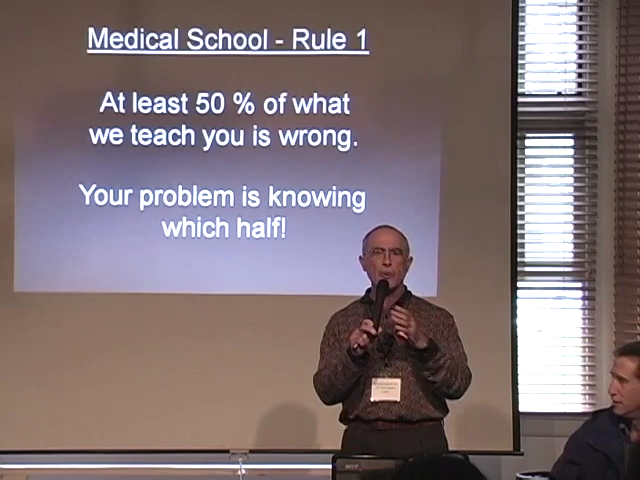 Medical School - Rule 1
At least 50 % of what
we teach you is wrong.
Your problem is knowing
which half!
acer